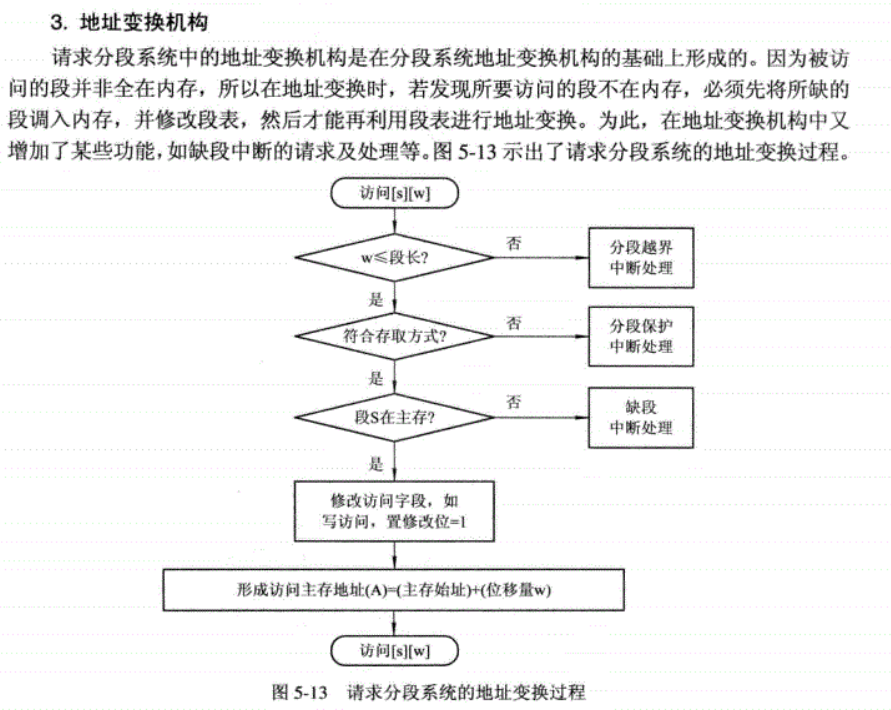 3. 地址变换机构
请求分段系统中的地址变换机构是在分段系统地址变换机构的基础上形成的。因为被访
问的段并非全在内存，所以在地址变换时，若发现所要访问的段不在内存，必须先将所缺的
段调入内存，并修改段表，然后才能再利用段表进行地址变换。为此，在地址变换机构中又
增加了某些功能，如缺段中断的请求及处理等。图 5-13 示出了请求分段系统的地址变换过程。
访问[s][w]
w≤段长?
否
分段越界
中断处理
是
符合存取方式?
否
分段保护
中断处理
是
段S在主存?
否
缺段
中断处理
是
修改访问字段，如
写访问，置修改位=1
形成访问主存地址(A)=(主存始址)+(位移量w)
访问[s][w]
图 5-13 请求分段系统的地址变换过程